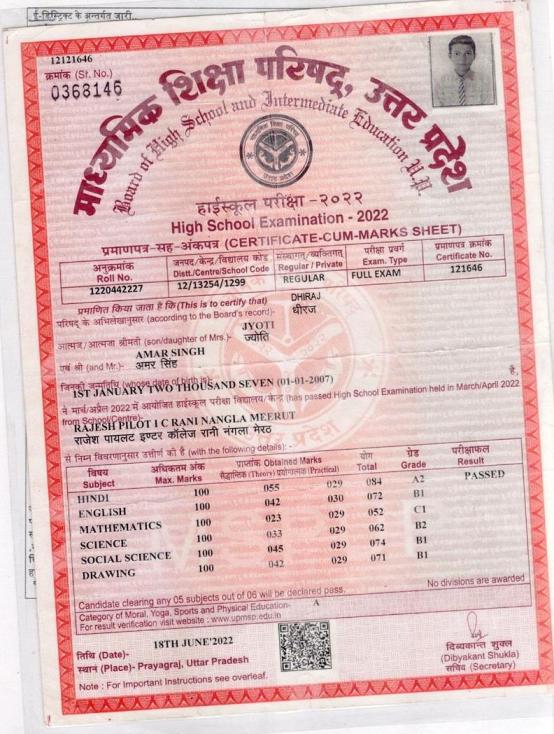 ई-डिस्ट्रिक्ट के अन्तर्गत जारी..
12121646
क्रमांक (Sr. No.)
0368146
माध्यमिक शिक्षा परिषद्, उत्तर प्रदेश
Board of High School and Intermediate Education U.P.
हाईस्कूल परीक्षा -२०२२
High School Examination - 2022
प्रमाणपत्र-सह-अंकपत्र (CERTIFICATE-CUM-MARKS SHEET)
अनुक्रमांक जनपद/केन्द्र/विद्यालय कोड संस्थागत/व्यक्तिगत परीक्षा प्रवर्ग प्रमाणपत्र क्रमांक
Roll No. Distt./Centre/School Code Regular / Private Exam. Type Certificate No.
1220442227 12/13254/1299 REGULAR FULL EXAM 121646
प्रमाणित किया जाता है कि (This is to certify that) DHIRAJ
परिषद् के अभिलेखानुसार (according to the Board's record)- धीरज
JYOTI
आत्मज/आत्मजा श्रीमती (son/daughter of Mrs.)- ज्योति
AMAR SINGH
एवं श्री (and Mr.)- अमर सिंह
जिनकी जन्मतिथि (whose date of birth is)- है,
1ST JANUARY TWO THOUSAND SEVEN (01-01-2007)
ने मार्च/अप्रैल 2022 में आयोजित हाईस्कूल परीक्षा विद्यालय/केन्द्र (has passed High School Examination held in March/April 2022
from School/Centre)-
RAJESH PILOT I C RANI NANGLA MEERUT
राजेश पायलट इण्टर कॉलेज रानी नंगला मेरठ
से निम्न विवरणानुसार उत्तीर्ण की है (with the following details): -
विषय अधिकतम अंक प्राप्तांक Obtained Marks योग ग्रेड परीक्षाफल
Subject Max. Marks सैद्धान्तिक (Theory) प्रयोगात्मक (Practical) Total Grade Result
HINDI 100 055 029 084 A2 PASSED
ENGLISH 100 042 030 072 B1
MATHEMATICS 100 023 029 052 C1
SCIENCE 100 033 029 062 B2
SOCIAL SCIENCE 100 045 029 074 B1
DRAWING 100 042 029 071 B1
No divisions are awarded
Candidate clearing any 05 subjects out of 06 will be declared pass.
Category of Moral, Yoga, Sports and Physical Education- A
For result verification visit website : www.upmsp.edu.in
18TH JUNE'2022
तिथि (Date)-
स्थान (Place)- Prayagraj, Uttar Pradesh
Note : For Important Instructions see overleaf.
दिब्यकान्त शुक्ल
(Dibyakant Shukla)
सचिव (Secretary)